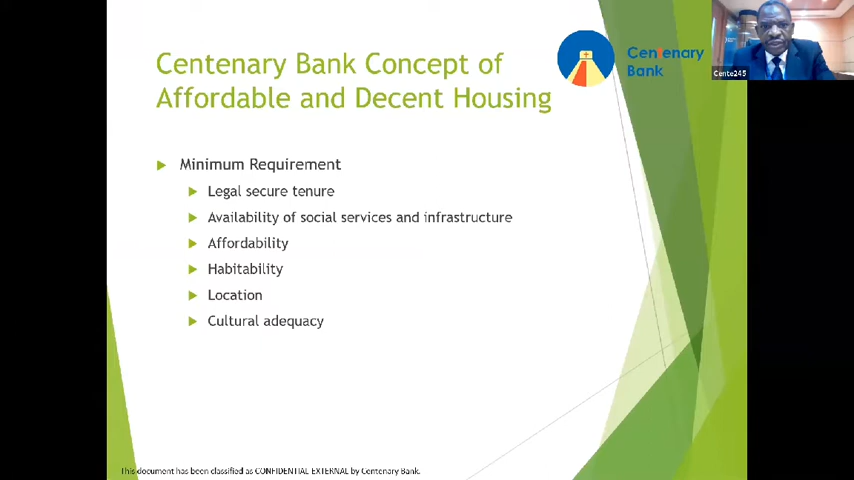 Centenary Bank Concept of
Affordable and Decent Housing
Centenary
Bank
Cente245
Minimum Requirement
Legal secure tenure
Availability of social services and infrastructure
Affordability
Habitability
Location
Cultural adequacy
This document has been classified as CONFIDENTIAL EXTERNAL by Centenary Bank.